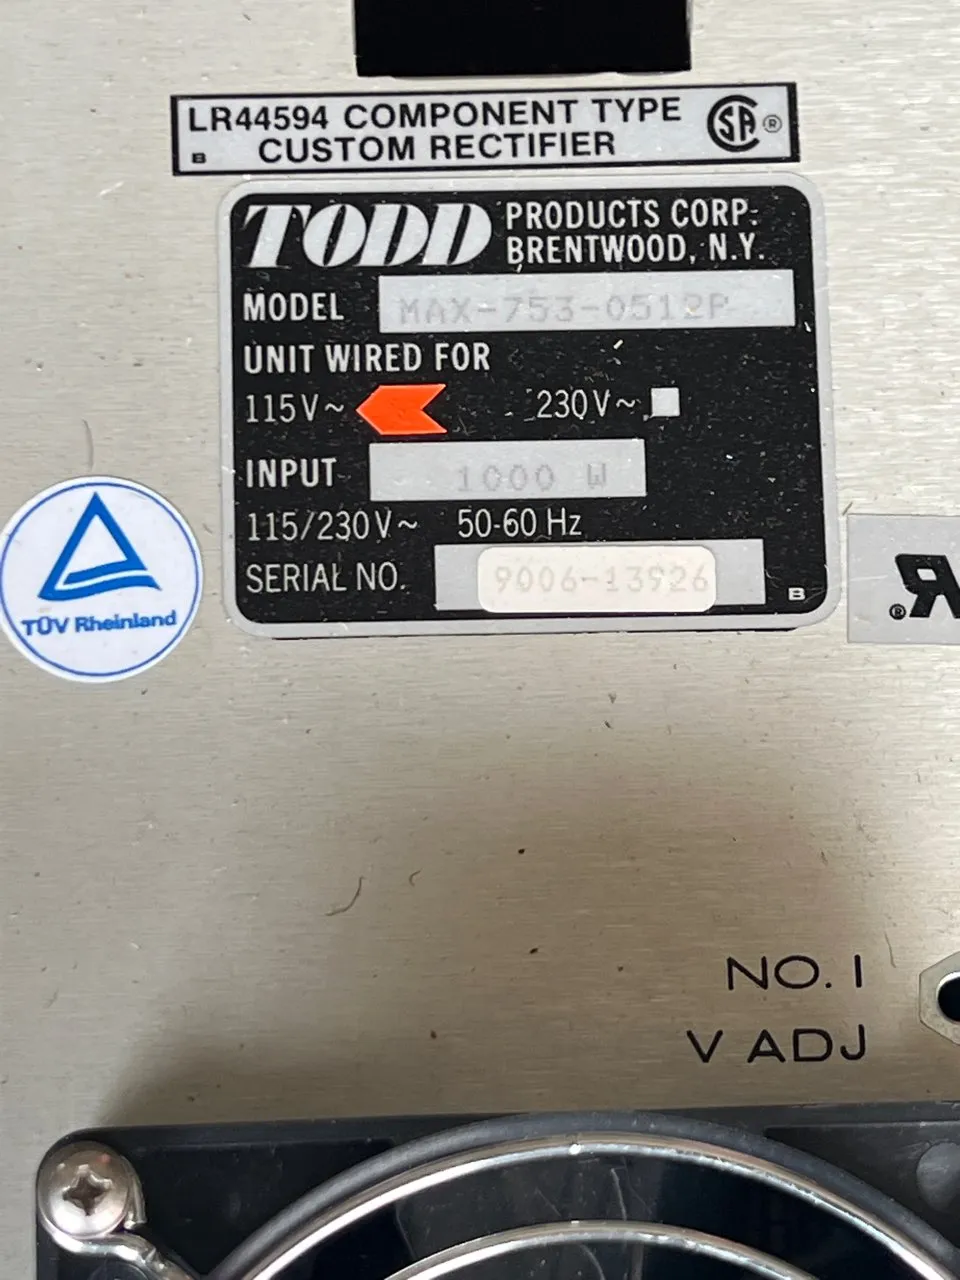 LR44594 COMPONENT TYPE
B CUSTOM RECTIFIER
SA ®
TODD PRODUCTS CORP.
BRENTWOOD, N.Y.
MODEL MAX-753-0512P
UNIT WIRED FOR
115V~ 230V~
INPUT 1000 W
115/230V~ 50-60 Hz
SERIAL NO. 9006-13926
B
TÜV Rheinland
®
NO. 1
V ADJ